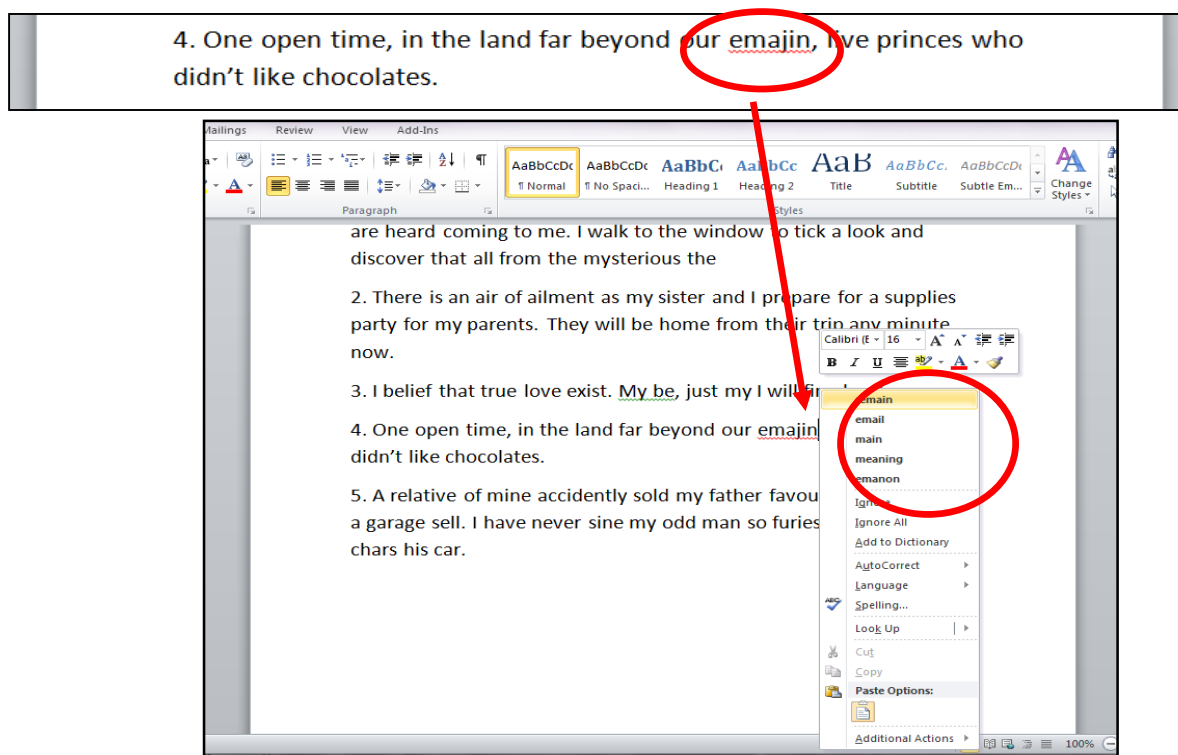 4. One open time, in the land far beyond our emajin, live princes who
didn't like chocolates.
Mailings Review View Add-Ins
AaBbCcDc AaBbCcDc AaBbC AaBbCc AaB AaBbCc. AaBbCcDc
¶ Normal ¶ No Spaci... Heading 1 Heading 2 Title Subtitle Subtle Em... Change
Styles
Paragraph Styles
are heard coming to me. I walk to the window to tick a look and
discover that all from the mysterious the
2. There is an air of ailment as my sister and I prepare for a supplies
party for my parents. They will be home from their trip any minute
now.
Calibri (E 16 A A
B I U ab A
3. I belief that true love exist. My be, just my I will
emain
email
4. One open time, in the land far beyond our emajin
main
didn't like chocolates.
meaning
emanon
5. A relative of mine accidently sold my father favou
Ignore
a garage sell. I have never sine my odd man so furies
Ignore All
chars his car.
Add to Dictionary
AutoCorrect
Language
Spelling...
Look Up
Cut
Copy
Paste Options:
Additional Actions
100%